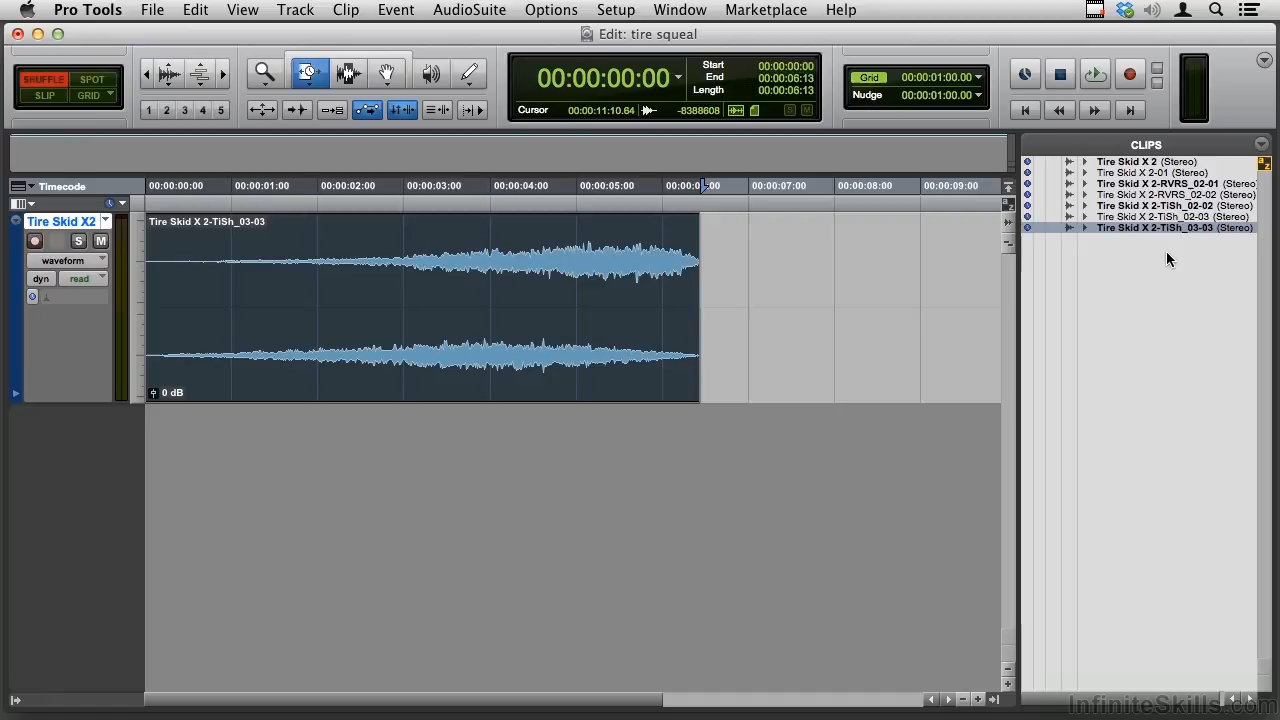 Pro Tools File Edit View Track Clip Event AudioSuite Options Setup Window Marketplace Help
Edit: tire squeal
SHUFFLE SPOT
SLIP GRID
1 2 3 4 5
00:00:00:00
Start 00:00:00:00
End 00:00:06:13
Length 00:00:06:13
Cursor 00:00:11:10.64 -8388608
Grid 00:00:01:00.00
Nudge 00:00:01:00.00
CLIPS
Tire Skid X 2 (Stereo)
Tire Skid X 2-01 (Stereo)
Tire Skid X 2-RVRS_02-01 (Stereo)
Tire Skid X 2-RVRS_02-02 (Stereo)
Tire Skid X 2-TiSh_02-02 (Stereo)
Tire Skid X 2-TiSh_02-03 (Stereo)
Tire Skid X 2-TiSh_03-03 (Stereo)
Timecode
00:00:00:00 00:00:01:00 00:00:02:00 00:00:03:00 00:00:04:00 00:00:05:00 00:00:07:00 00:00:08:00 00:00:09:00
Tire Skid X2
S M
waveform
dyn read
Tire Skid X 2-TiSh_03-03
0 dB
InfiniteSkills.com